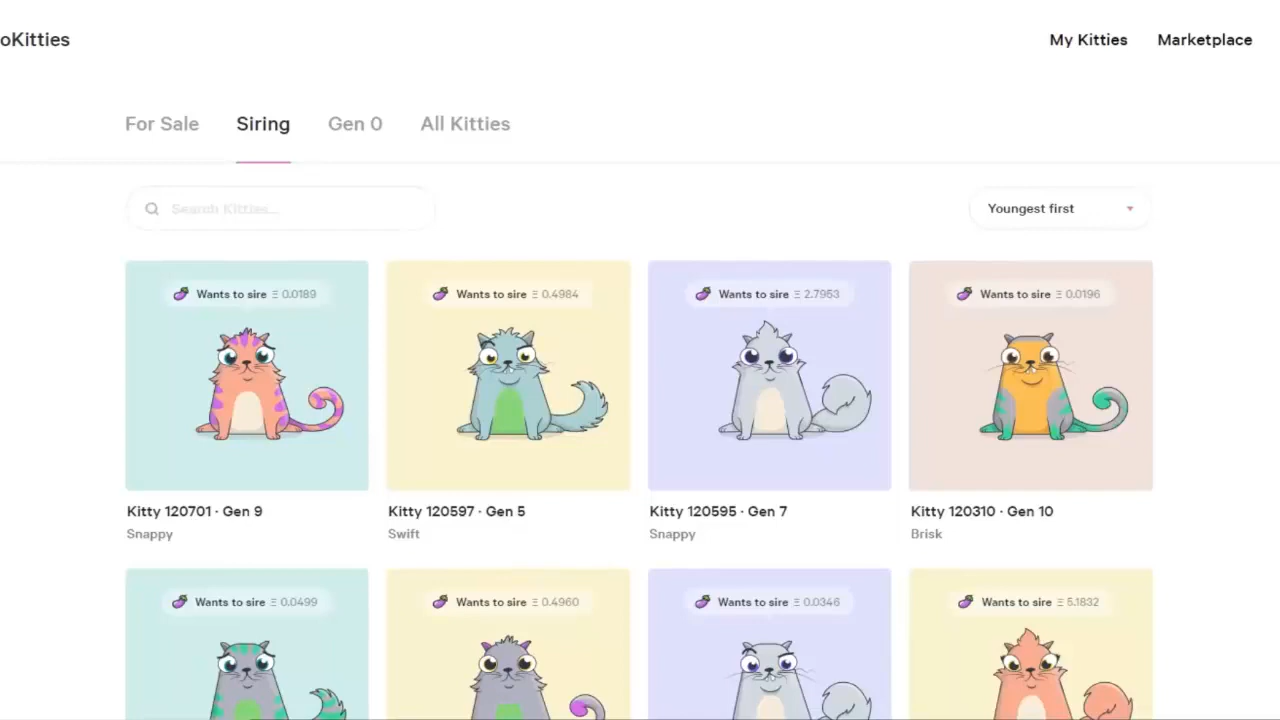 oKitties
My Kitties Marketplace
For Sale Siring Gen 0 All Kitties
Search Kitties...
Youngest first
Wants to sire Ξ 0.0189
Wants to sire Ξ 0.4984
Wants to sire Ξ 2.7953
Wants to sire Ξ 0.0196
Kitty 120701 · Gen 9
Snappy
Kitty 120597 · Gen 5
Swift
Kitty 120595 · Gen 7
Snappy
Kitty 120310 · Gen 10
Brisk
Wants to sire Ξ 0.0499
Wants to sire Ξ 0.4960
Wants to sire Ξ 0.0346
Wants to sire Ξ 5.1832